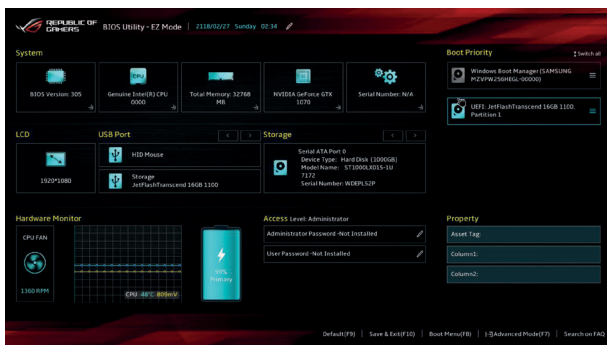 REPUBLIC OF
GAMERS
BIOS Utility - EZ Mode
2118/02/27 Sunday 02:34
System
BIOS Version: 305
CPU
Genuine Intel(R) CPU
0000
Total Memory: 32768
MB
NVIDIA GeForce GTX
1070
Serial Number: N/A
Boot Priority
Switch all
Windows Boot Manager (SAMSUNG
MZVPW256HEGL-00000)
UEFI: JetFlashTranscend 16GB 1100,
Partition 1
LCD
1920*1080
USB Port
HID Mouse
Storage
JetFlashTranscend 16GB 1100
Storage
Serial ATA Port 0
Device Type: Hard Disk (1000GB)
Model Name: ST1000LX015-1U
7172
Serial Number: WDEPLS2P
Hardware Monitor
CPU FAN
1360 RPM
CPU 48°C 809mV
99%
Primary
Access Level: Administrator
Administrator Password -Not Installed
User Password -Not Installed
Property
Asset Tag:
Column1:
Column2:
Default(F9)
Save & Exit(F10)
Boot Menu(F8)
Advanced Mode(F7)
Search on FAQ